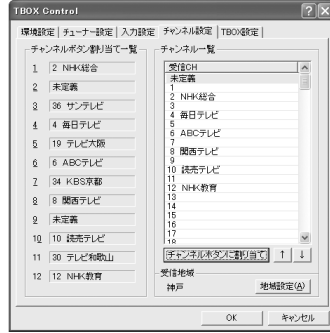 TBOX Control
環境設定 チューナー設定 入力設定 チャンネル設定 TBOX設定
チャンネルボタン割り当て一覧
1 2 NHK総合
2 未定義
3 36 サンテレビ
4 4 毎日テレビ
5 19 テレビ大阪
6 6 ABCテレビ
7 34 KBS京都
8 8 関西テレビ
9 未定義
10 10 読売テレビ
11 30 テレビ和歌山
12 12 NHK教育
チャンネル一覧
受信CH
未定義
1
2 NHK総合
3
4 毎日テレビ
5
6 ABCテレビ
7
8 関西テレビ
9
10 読売テレビ
11
12 NHK教育
13
14
15
16
17
18
チャンネルボタンに割り当て ↑ ↓
受信地域
神戸 地域設定(A)
OK キャンセル